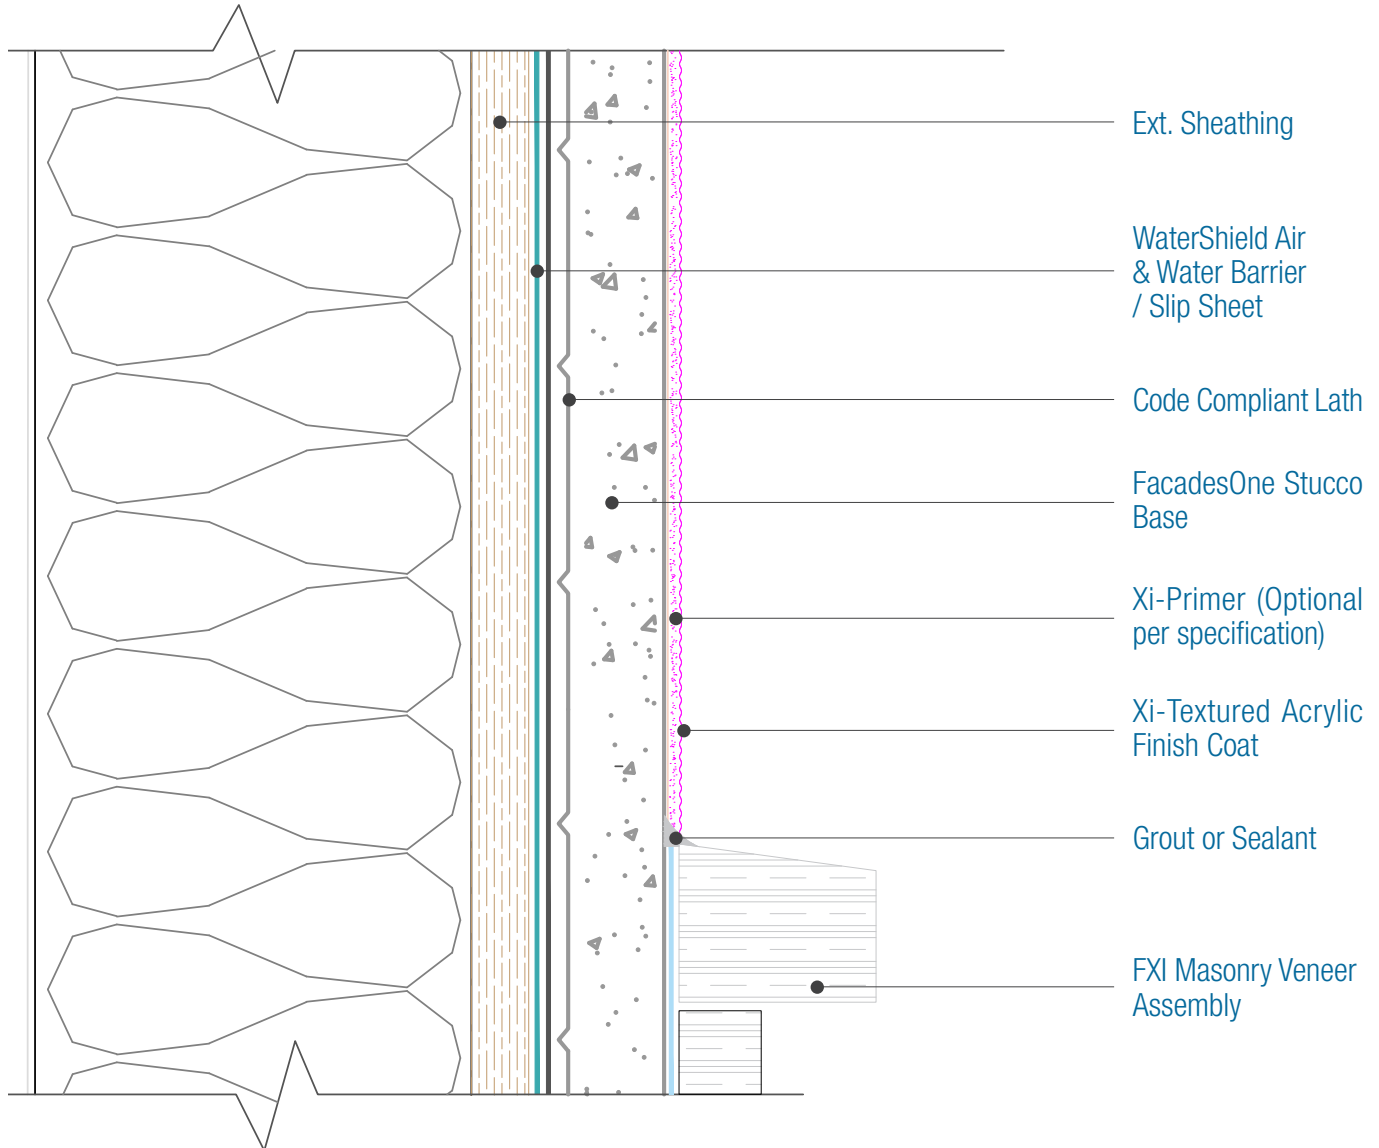 Ext. Sheathing
WaterShield Air
& Water Barrier
/ Slip Sheet
Code Compliant Lath
FacadesOne Stucco
Base
Xi-Primer (Optional
per specification)
Xi-Textured Acrylic
Finish Coat
Grout or Sealant
FXI Masonry Veneer
Assembly